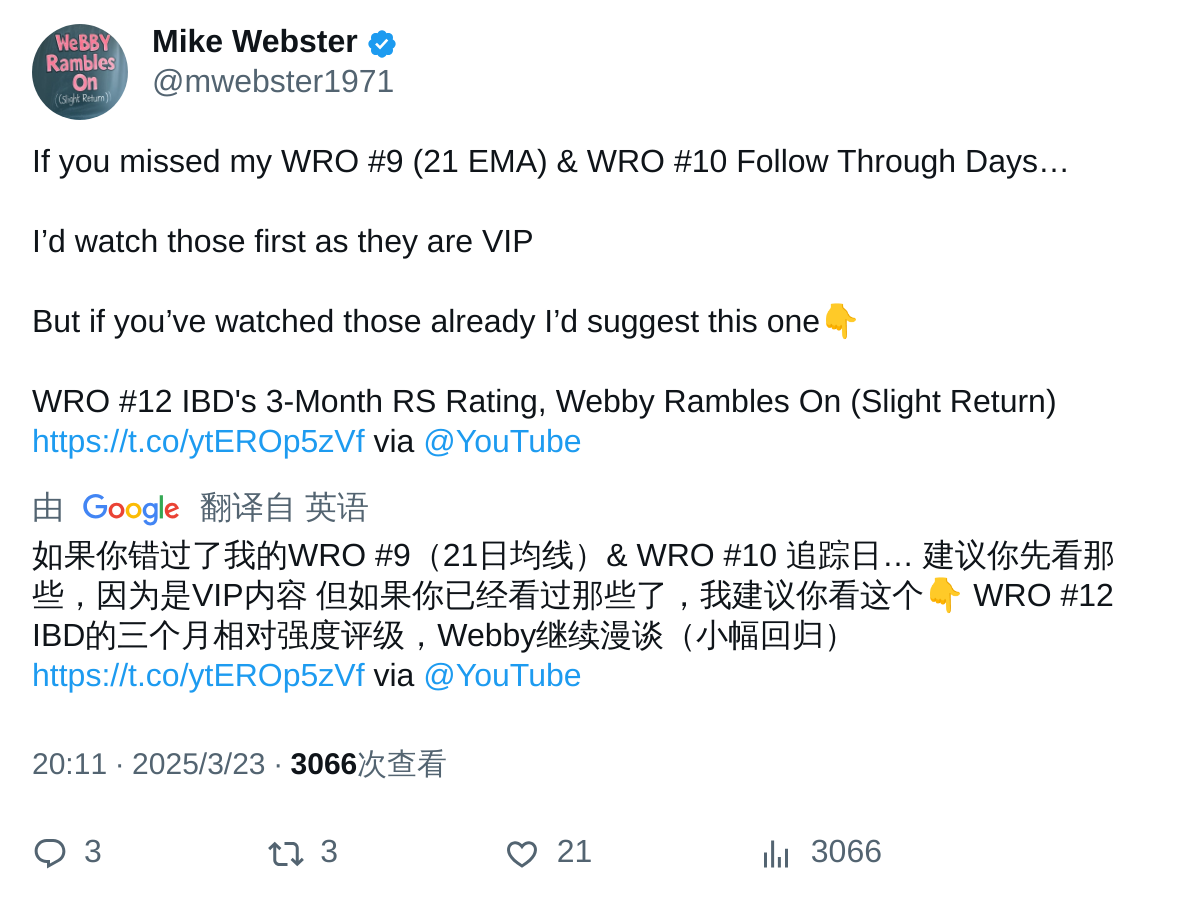 WeBBY
Rambles
On
(Slight Return)
Mike Webster
@mwebster1971
If you missed my WRO #9 (21 EMA) & WRO #10 Follow Through Days…
I’d watch those first as they are VIP
But if you’ve watched those already I’d suggest this one👇
WRO #12 IBD's 3-Month RS Rating, Webby Rambles On (Slight Return)
https://t.co/ytEROp5zVf via @YouTube
由 Google 翻译自 英语
如果你错过了我的WRO #9（21日均线）& WRO #10 追踪日… 建议你先看那
些，因为是VIP内容 但如果你已经看过那些了，我建议你看这个👇 WRO #12
IBD的三个月相对强度评级，Webby继续漫谈（小幅回归）
https://t.co/ytEROp5zVf via @YouTube
20:11 · 2025/3/23 · 3066次查看
3 3 21 3066